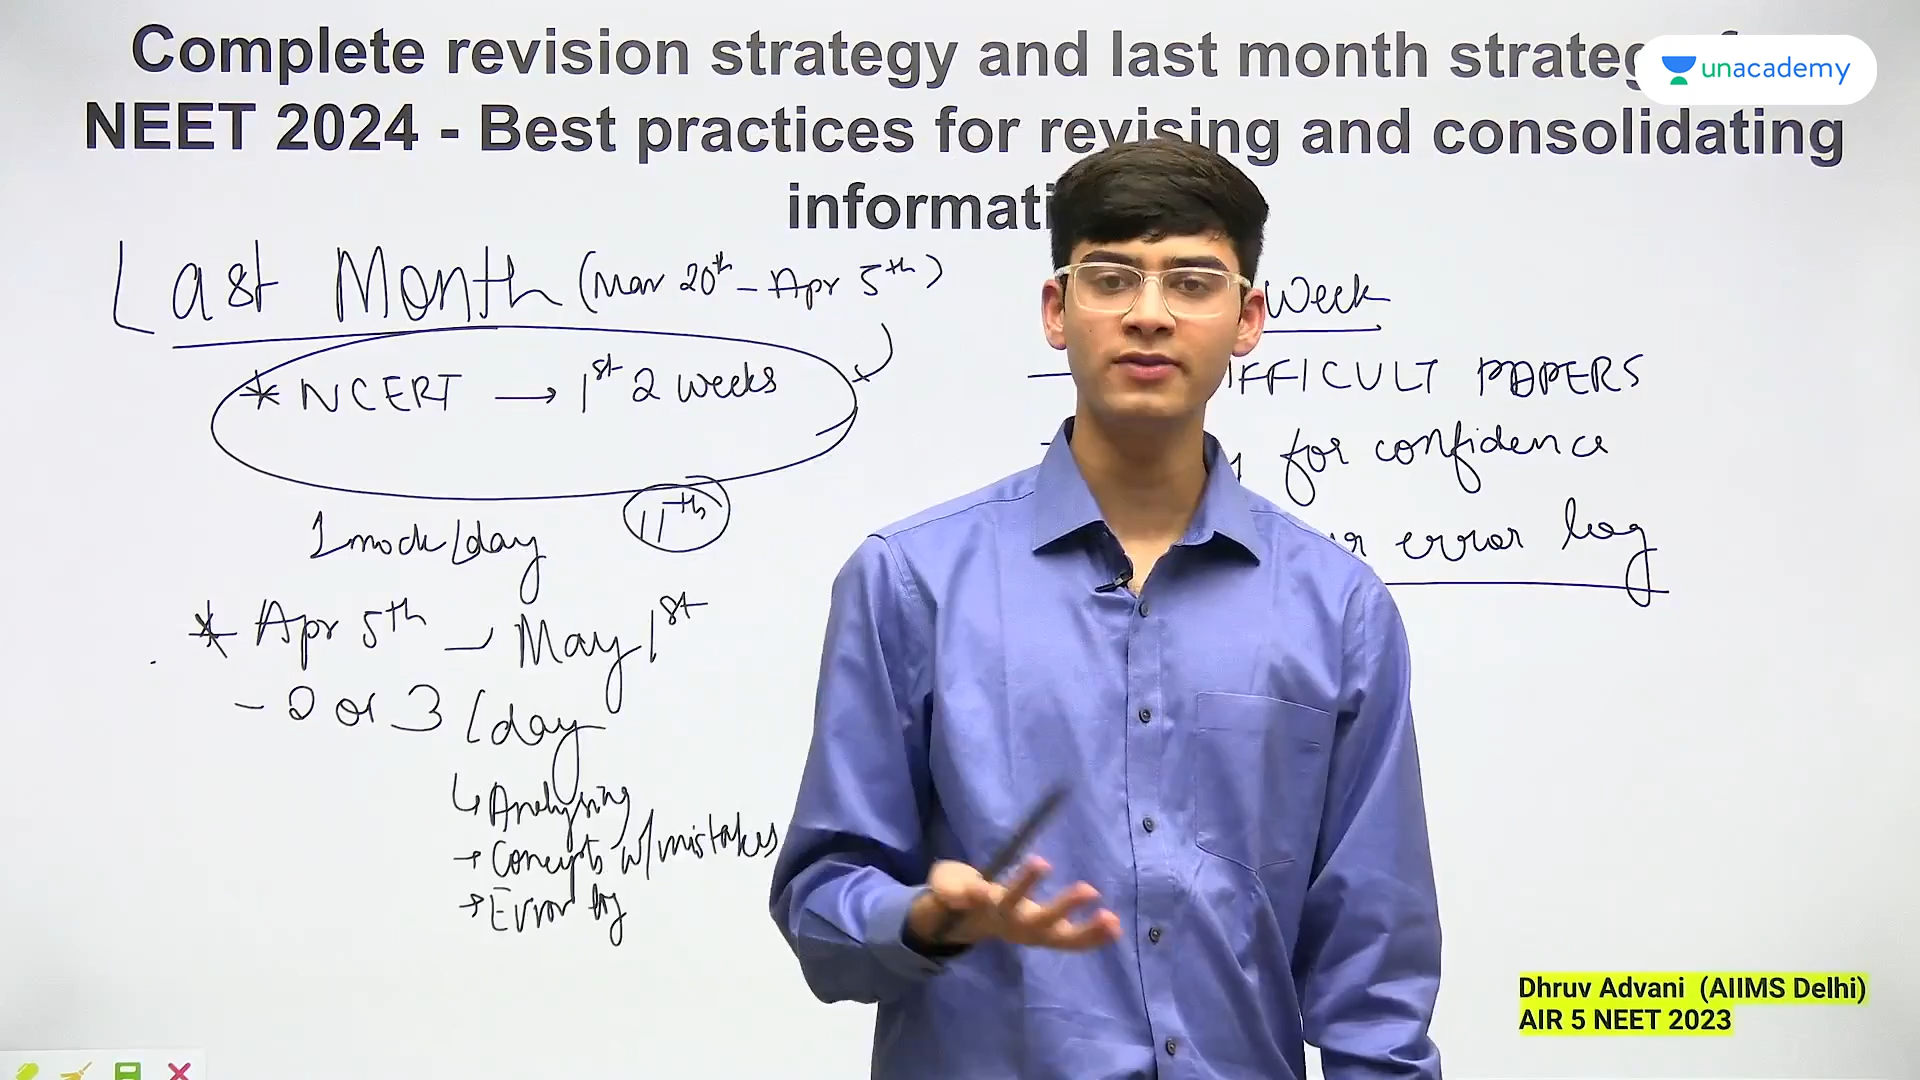 Complete revision strategy and last month strateg
unacademy
NEET 2024 - Best practices for revising and consolidating
informati
Last Month (Mar 20th - Apr 5th)
* NCERT → 1st 2 weeks
1 mock/day
11th
* Apr 5th - May 1st
- 2 or 3 /day
↳ Analysing
→ Concepts w/ mistakes
→ Error log
Week
IFFICULT PAPERS
for confidence
ur error log
Dhruv Advani (AIIMS Delhi)
AIR 5 NEET 2023